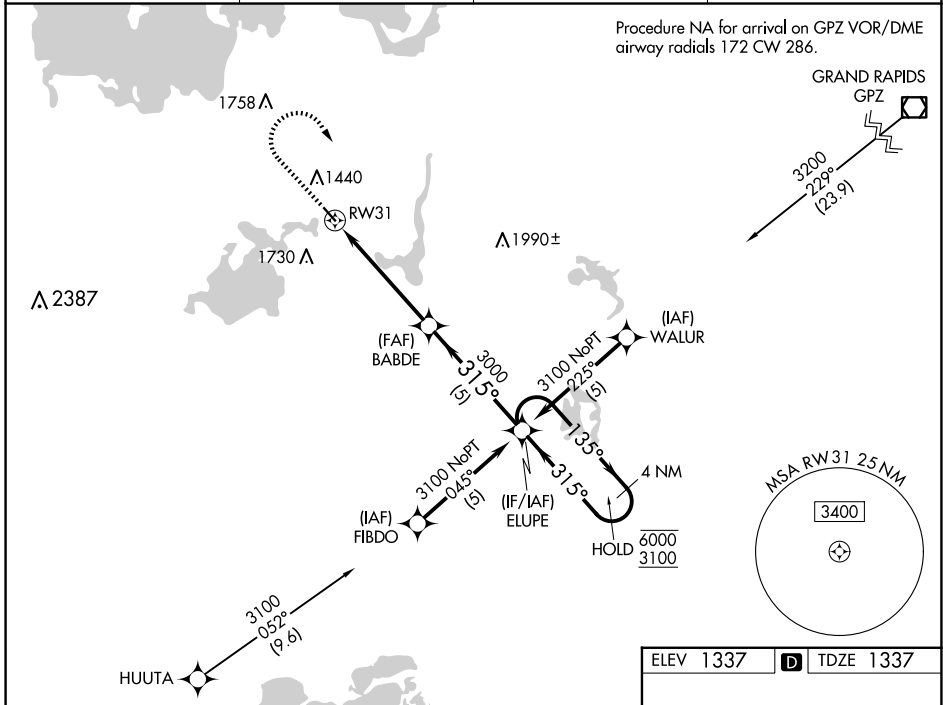 Procedure NA for arrival on GPZ VOR/DME
airway radials 172 CW 286.
GRAND RAPIDS
GPZ
3200
229°
(23.9)
1758
1440
RW31
1730
1990±
2387
(IAF)
WALUR
(FAF)
BABDE
3000
315°
(5)
3100 NoPT
225°
(5)
135°
315°
4 NM
3100 NoPT
045°
(5)
(IF/IAF)
ELUPE
(IAF)
FIBDO
HOLD
6000
3100
MSA RW 31 25 NM
3400
3100
052°
(9.6)
HUUTA
ELEV 1337 D TDZE 1337